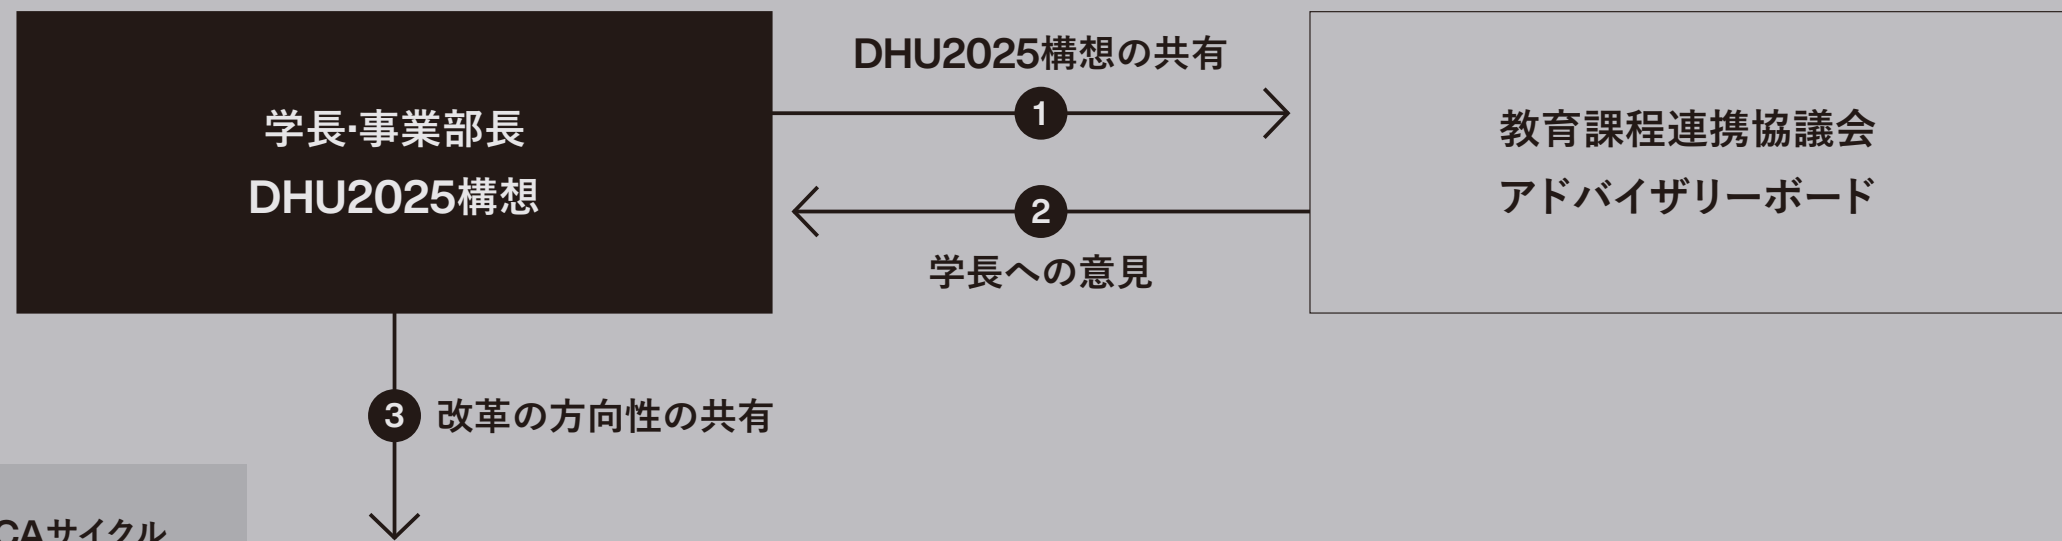 学長・事業部長
DHU2025構想
DHU2025構想の共有
1
2
学長への意見
教育課程連携協議会
アドバイザリーボード
3 改革の方向性の共有
CAサイクル